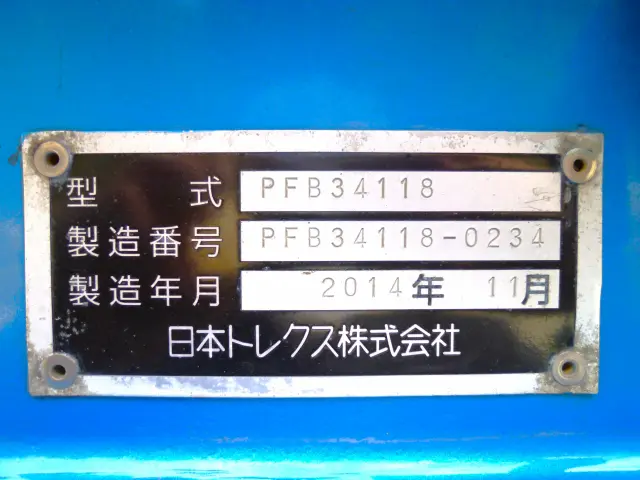 型 式 PFB34118
製造番号 PFB34118-0234
製造年月 2014年 11月
日本トレクス株式会社